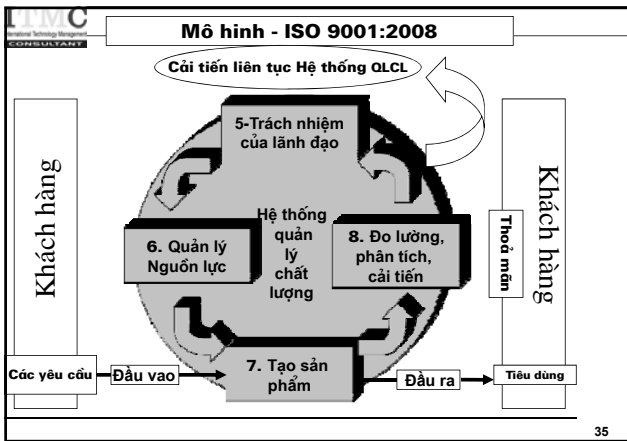 ITMC
International Technology Management
CONSULTANT
Mô hinh - ISO 9001:2008
Cải tiến liên tục Hệ thống QLCL
5-Trách nhiệm
của lãnh đạo
Khách hàng
Khách hàng
Thoả mãn
Hệ thống
quản
lý
chất
lượng
6. Quản lý
Nguồn lực
8. Đo lường,
phân tích,
cải tiến
7. Tạo sản
phẩm
Các yêu cầu
Đầu vao
Đầu ra
Tiêu dùng
35